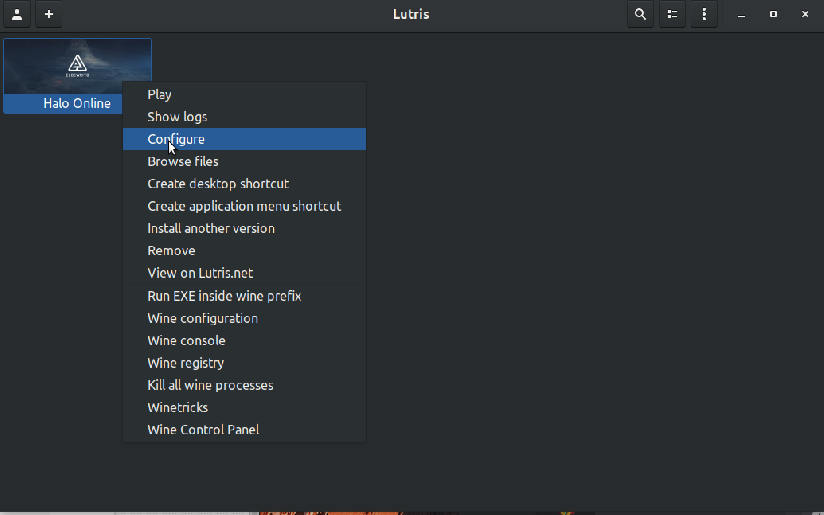 Lutris
Halo Online
Play
Show logs
Configure
Browse files
Create desktop shortcut
Create application menu shortcut
Install another version
Remove
View on Lutris.net
Run EXE inside wine prefix
Wine configuration
Wine console
Wine registry
Kill all wine processes
Winetricks
Wine Control Panel